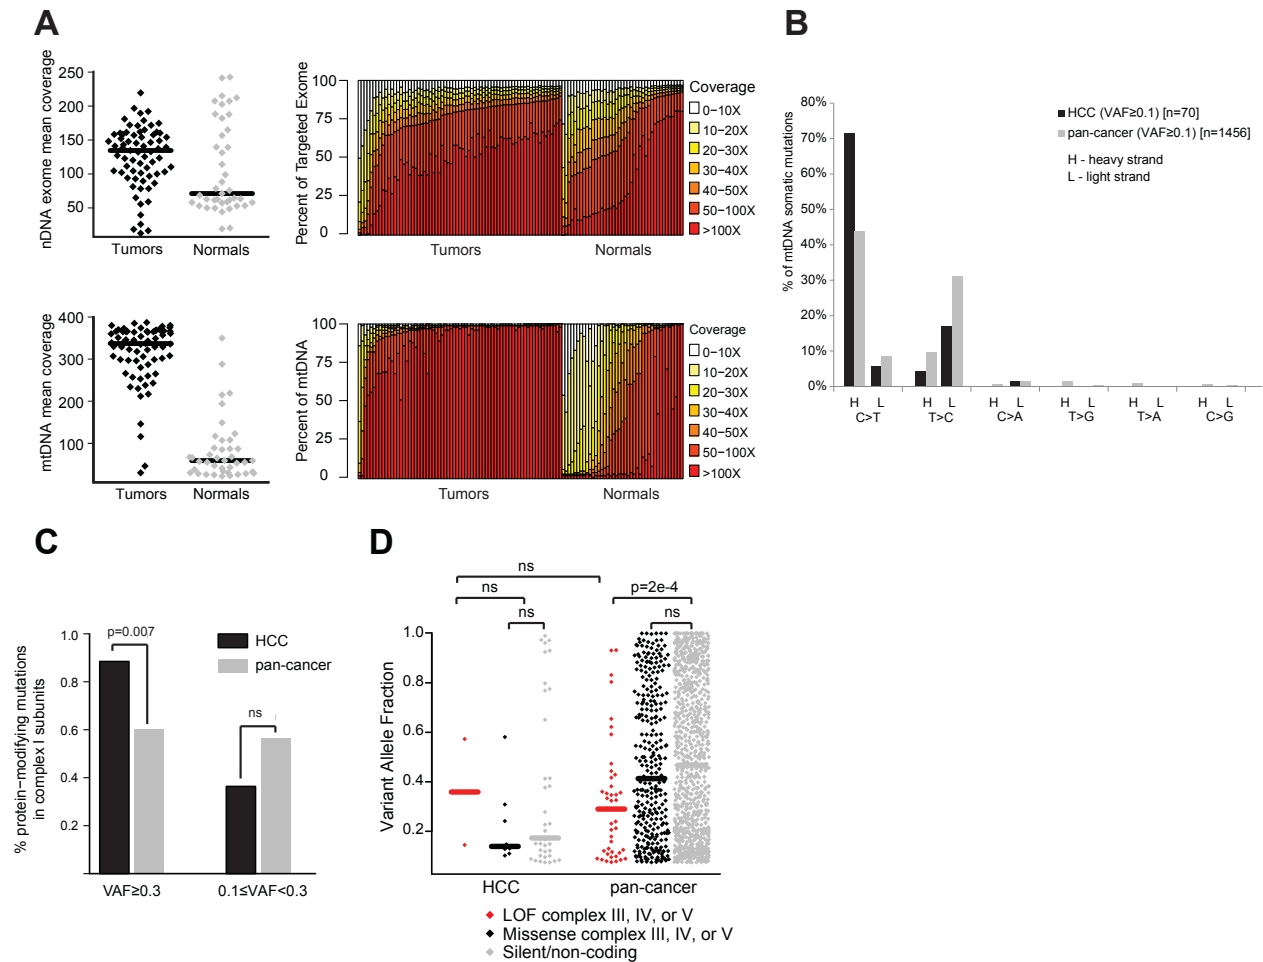 A
nDNA exome mean coverage
250
200
150
100
50
Tumors
Normals
Percent of Targeted Exome
100
75
50
25
0
Tumors
Normals
Coverage
0−10X
10−20X
20−30X
30−40X
40−50X
50−100X
>100X
mtDNA mean coverage
400
300
200
100
Tumors
Normals
Percent of mtDNA
100
75
50
25
0
Tumors
Normals
Coverage
0−10X
10−20X
20−30X
30−40X
40−50X
50−100X
>100X
B
% of mtDNA somatic mutations
80%
70%
60%
50%
40%
30%
20%
10%
0%
HCC (VAF≥0.1) [n=70]
pan-cancer (VAF≥0.1) [n=1456]
H - heavy strand
L - light strand
H L H L H L H L H L H L
C>T T>C C>A T>G T>A C>G
C
% protein−modifying mutations
in complex I subunits
1.0
0.8
0.6
0.4
0.2
p=0.007
ns
HCC
pan-cancer
VAF≥0.3
0.1≤VAF<0.3
D
ns
ns
ns
p=2e-4
ns
Variant Allele Fraction
1.0
0.8
0.6
0.4
0.2
HCC
pan-cancer
LOF complex III, IV, or V
Missense complex III, IV, or V
Silent/non-coding